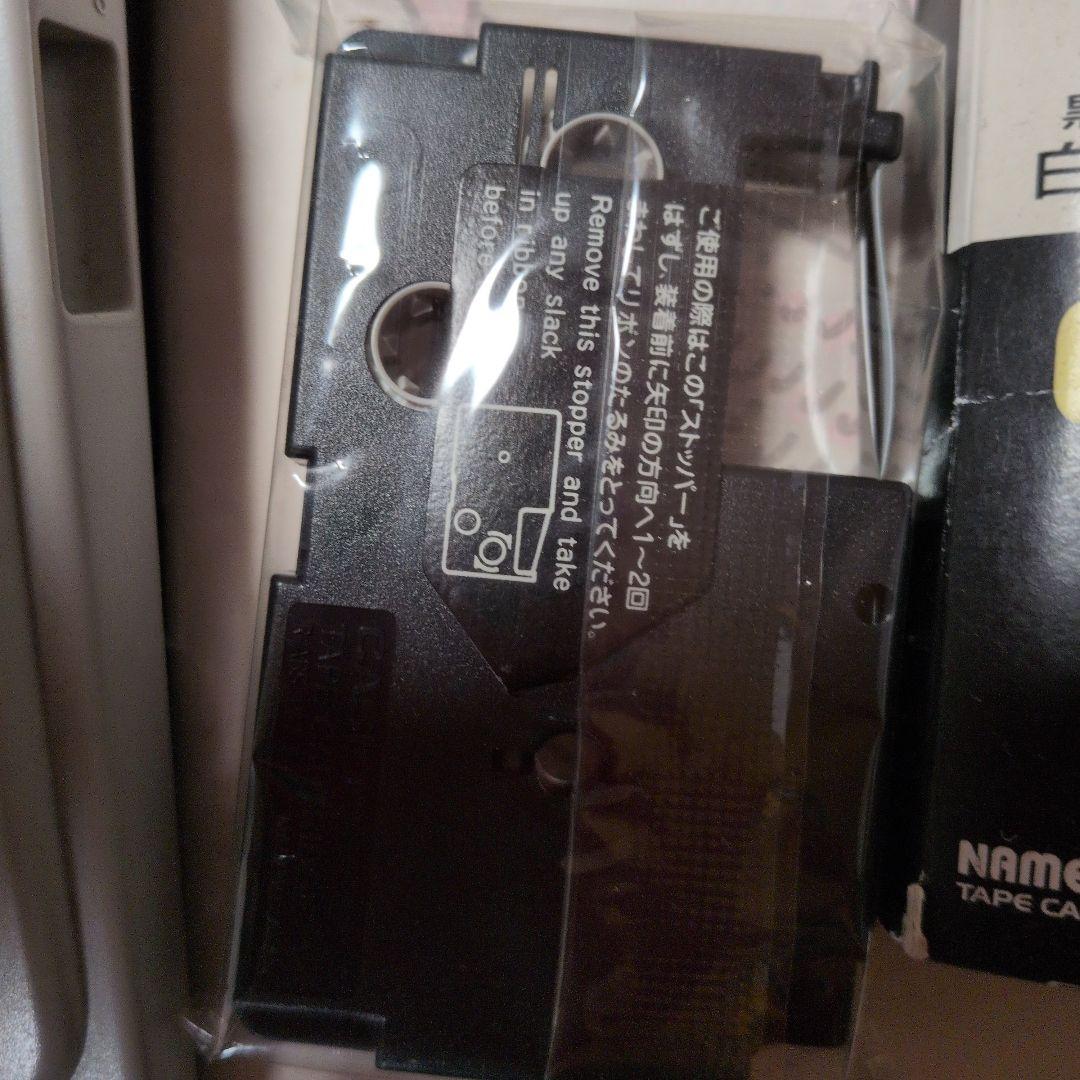 ご使用の際はこの「ストッパー」を
はずし、装着前に矢印の方向へ1〜2回
まわしてリボンのたるみをとってください。
Remove this stopper and take
up any slack
in ribbon
before
白
NAME
TAPE CA